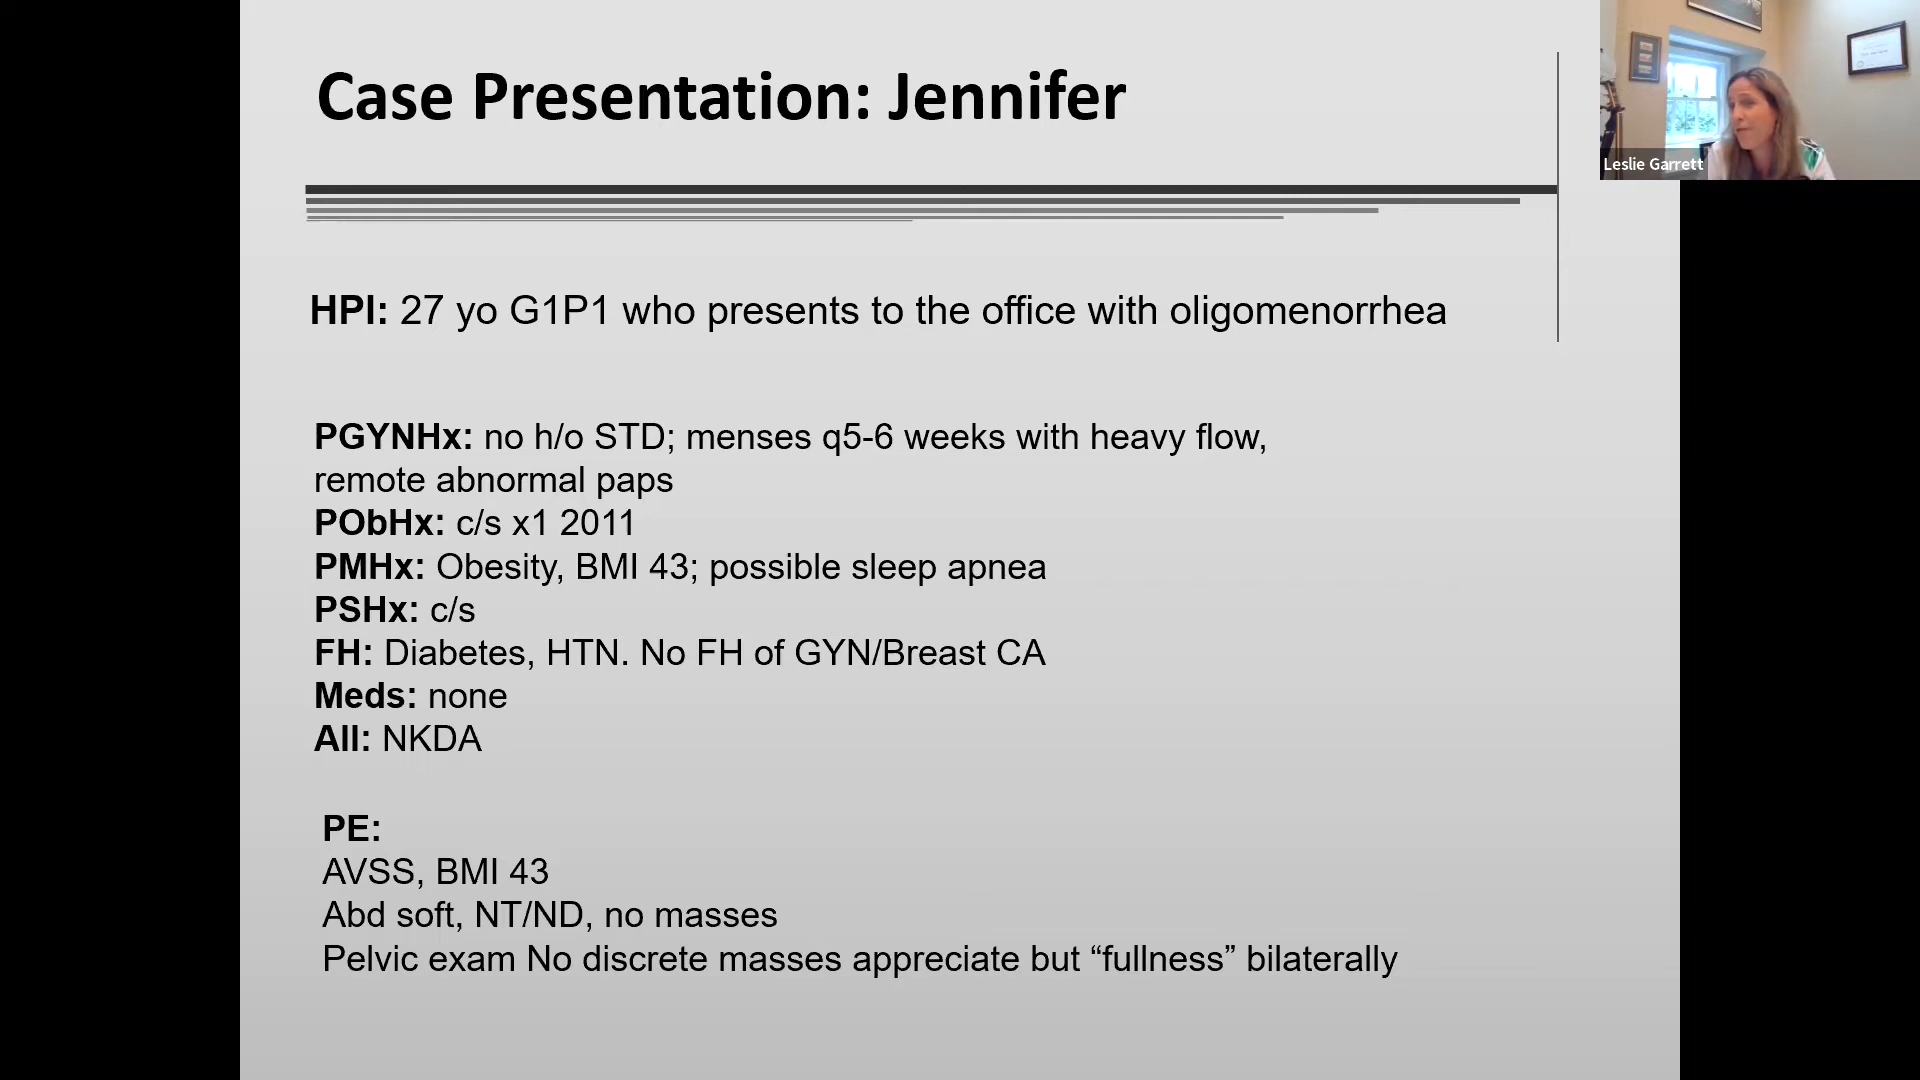 Case Presentation: Jennifer
Leslie Garrett
HPI: 27 yo G1P1 who presents to the office with oligomenorrhea
PGYNHx: no h/o STD; menses q5-6 weeks with heavy flow,
remote abnormal paps
PObHx: c/s x1 2011
PMHx: Obesity, BMI 43; possible sleep apnea
PSHx: c/s
FH: Diabetes, HTN. No FH of GYN/Breast CA
Meds: none
All: NKDA
PE:
AVSS, BMI 43
Abd soft, NT/ND, no masses
Pelvic exam No discrete masses appreciate but “fullness” bilaterally